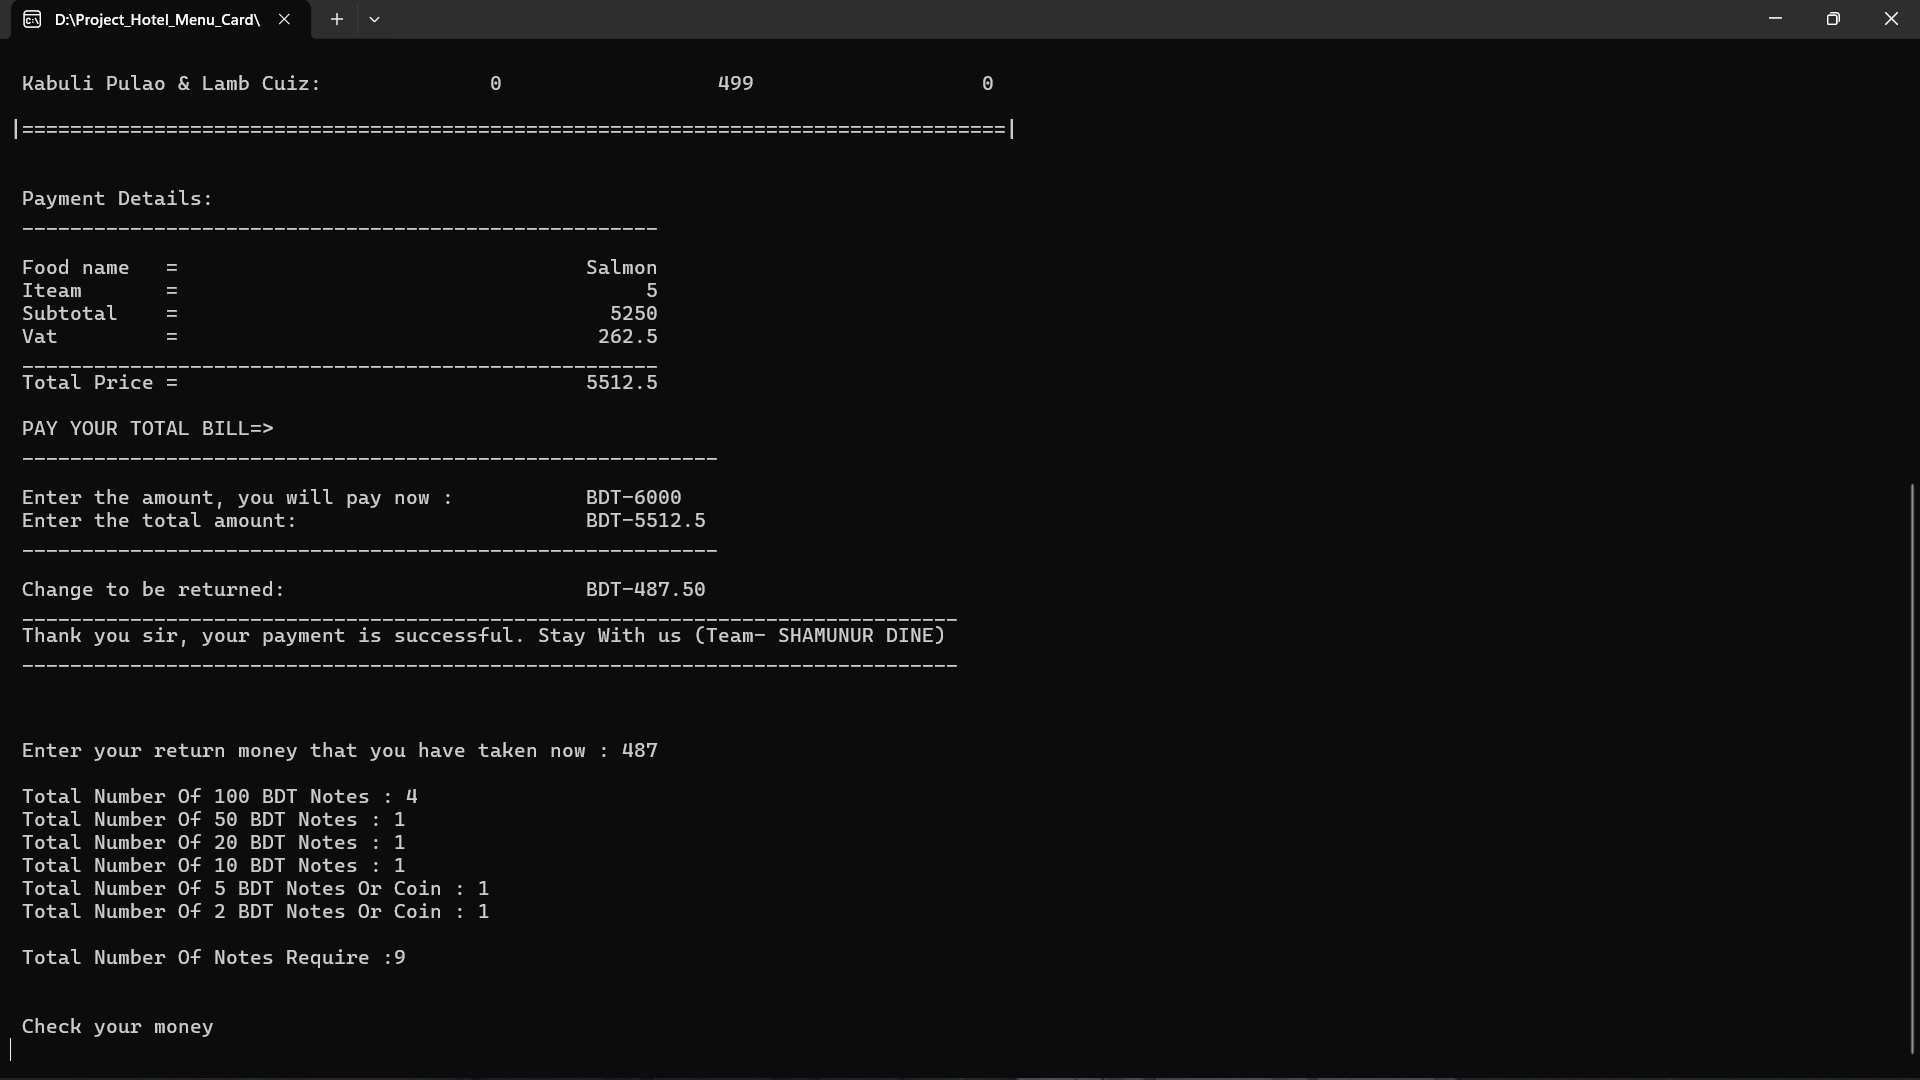 D:\Project_Hotel_Menu_Card\
Kabuli Pulao & Lamb Cuiz: 0 499 0
|==================================================================================|
Payment Details:
-----------------------------------------------------
Food name = Salmon
Iteam = 5
Subtotal = 5250
Vat = 262.5
_____________________________________________________
Total Price = 5512.5
PAY YOUR TOTAL BILL=>
----------------------------------------------------------
Enter the amount, you will pay now : BDT-6000
Enter the total amount: BDT-5512.5
----------------------------------------------------------
Change to be returned: BDT-487.50
______________________________________________________________________________
Thank you sir, your payment is successful. Stay With us (Team- SHAMUNUR DINE)
------------------------------------------------------------------------------
Enter your return money that you have taken now : 487
Total Number Of 100 BDT Notes : 4
Total Number Of 50 BDT Notes : 1
Total Number Of 20 BDT Notes : 1
Total Number Of 10 BDT Notes : 1
Total Number Of 5 BDT Notes Or Coin : 1
Total Number Of 2 BDT Notes Or Coin : 1
Total Number Of Notes Require :9
Check your money